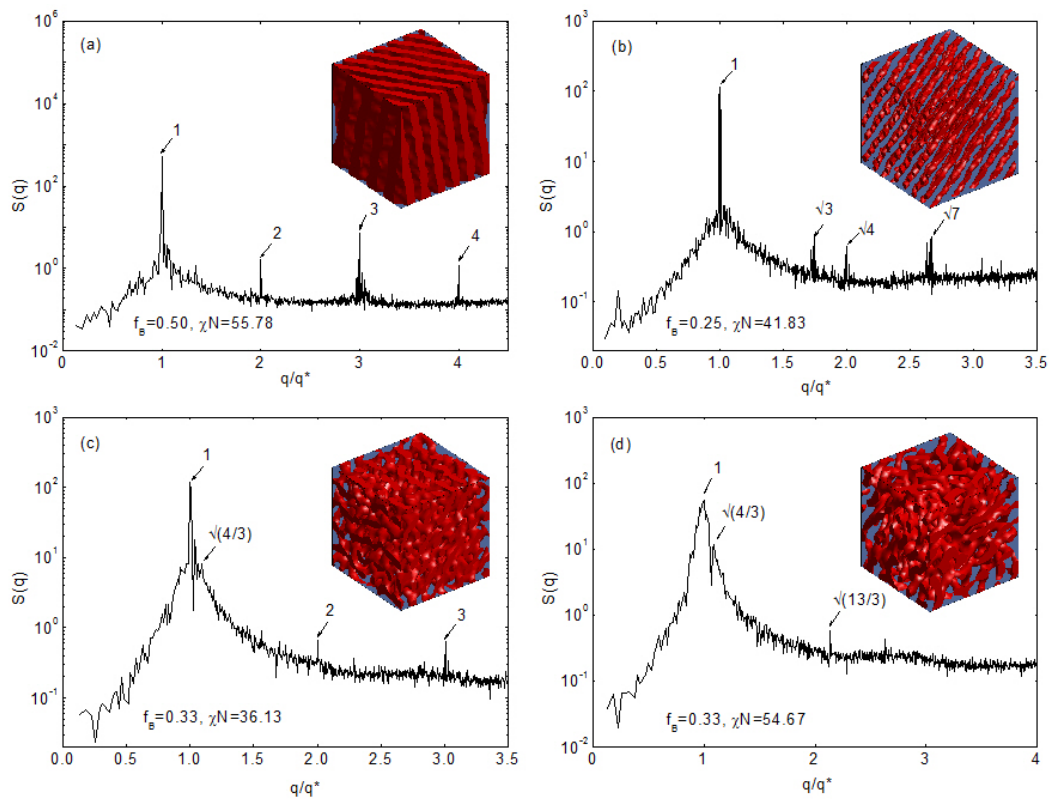 (a)
10^6
10^4
10^2
10^0
10^-2
S(q)
1
2
3
4
f_B=0.50, χN=55.78
0 1 2 3 4
q/q*
(b)
10^3
10^2
10^1
10^0
10^-1
S(q)
1
√3
√4
√7
f_B=0.25, χN=41.83
0.0 0.5 1.0 1.5 2.0 2.5 3.0 3.5
q/q*
(c)
10^3
10^2
10^1
10^0
10^-1
S(q)
1
√(4/3)
2
3
f_B=0.33, χN=36.13
0.0 0.5 1.0 1.5 2.0 2.5 3.0 3.5
q/q*
(d)
10^3
10^2
10^1
10^0
10^-1
10^-2
S(q)
1
√(4/3)
√(13/3)
f_B=0.33, χN=54.67
0 1 2 3 4
q/q*